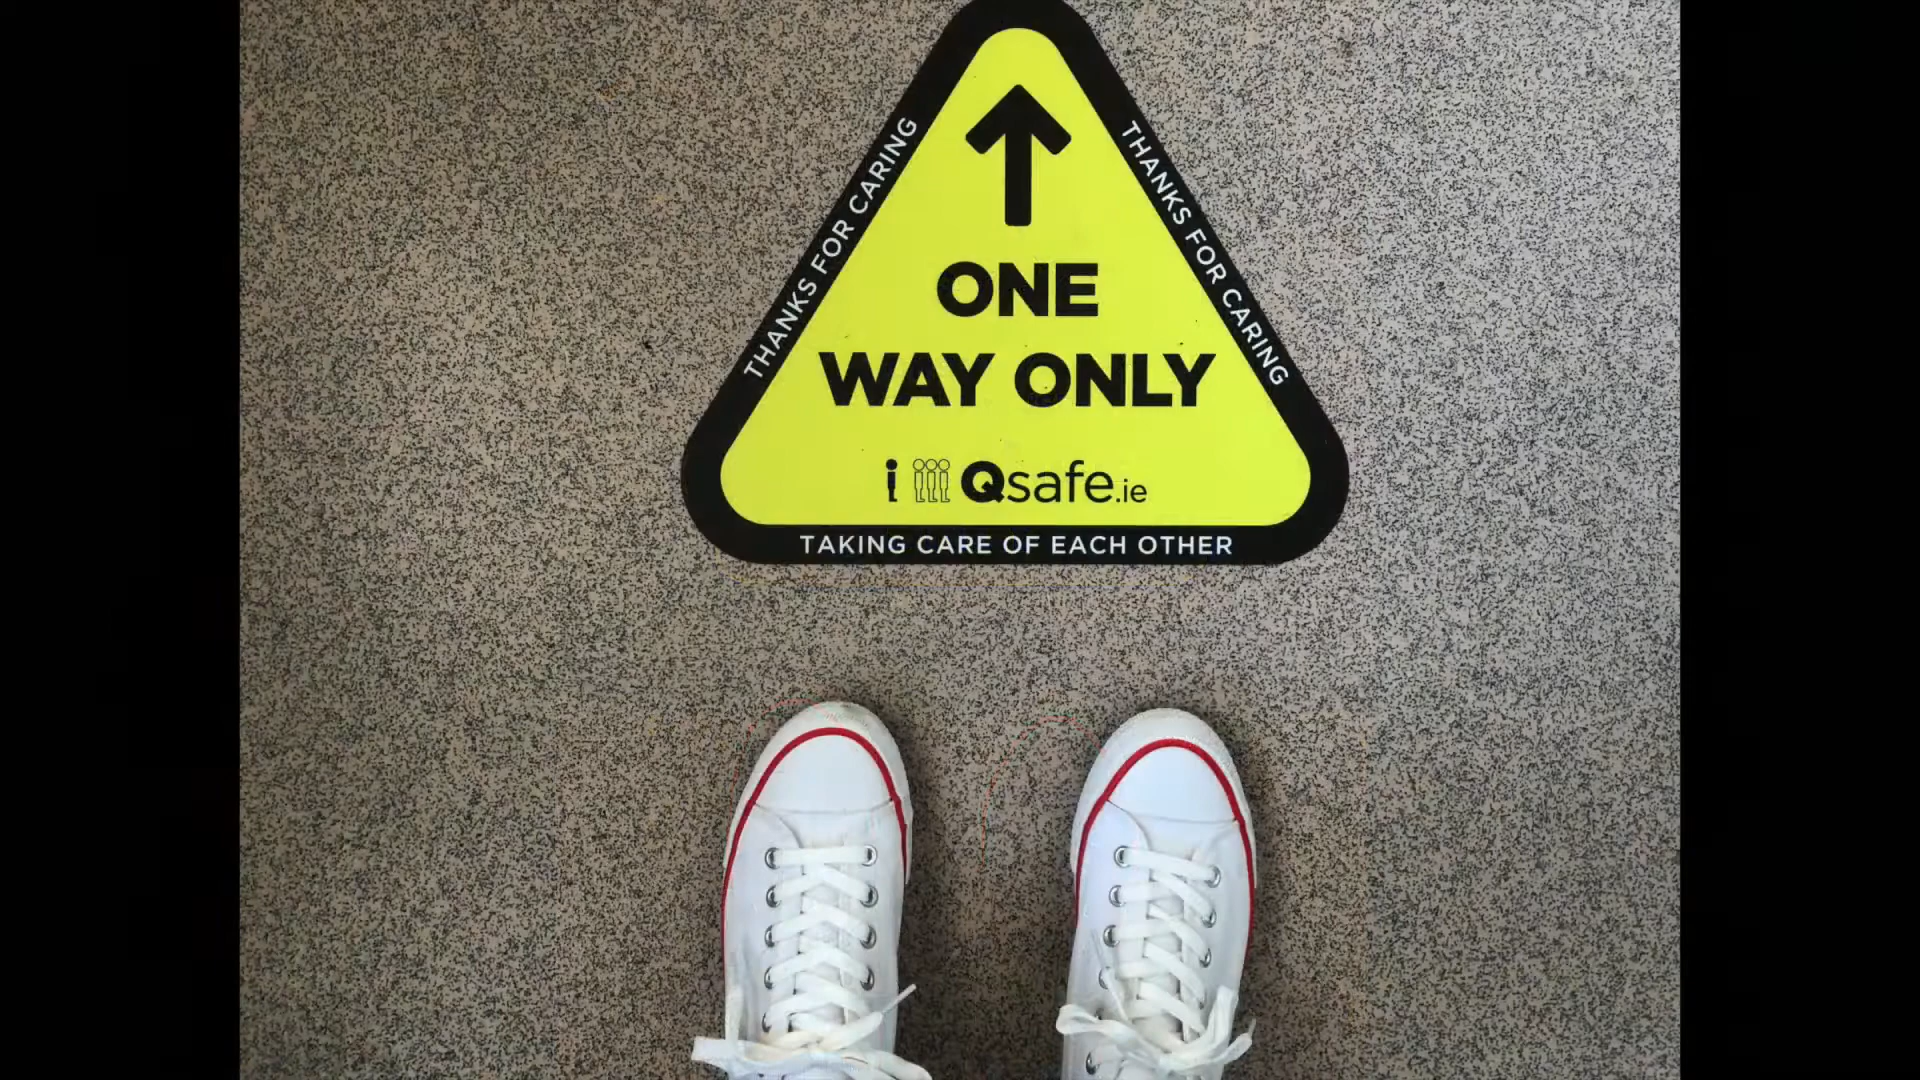 THANKS FOR CARING
THANKS FOR CARING
ONE
WAY ONLY
Qsafe.ie
TAKING CARE OF EACH OTHER